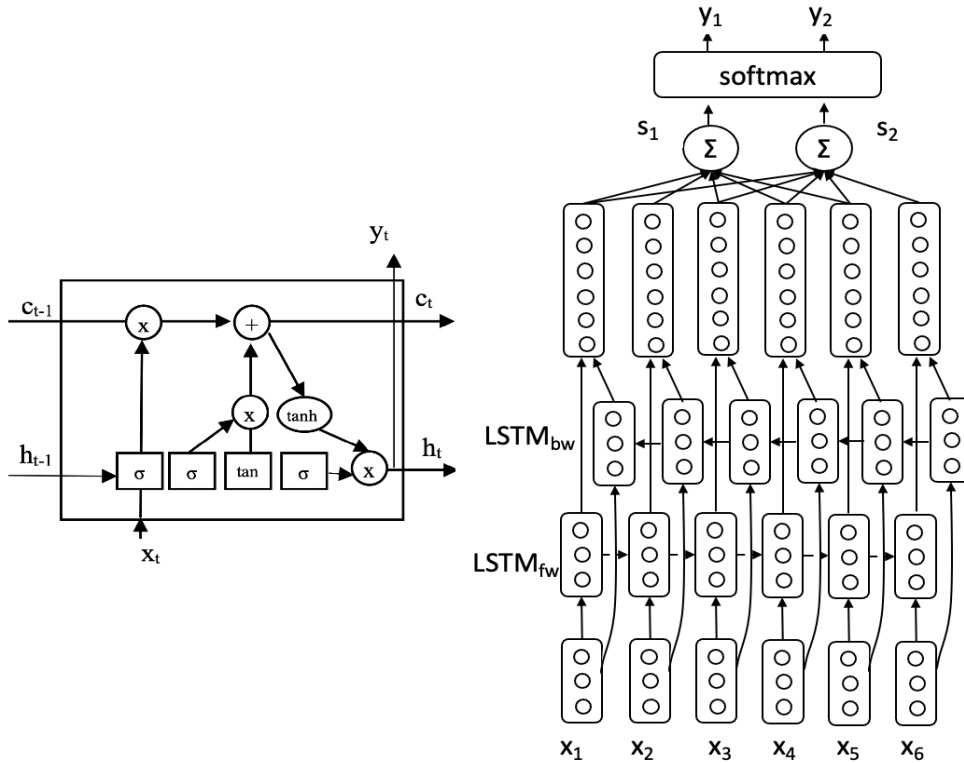 y₁ y₂
softmax
s₁ s₂
Σ Σ
yₜ
cₜ₋₁ cₜ
x +
x tanh
LSTMbw
hₜ₋₁ hₜ
σ σ tan σ x
xₜ
LSTMfw
x₁ x₂ x₃ x₄ x₅ x₆